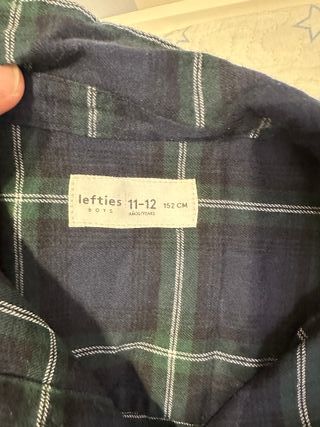 lefties 11-12 152 CM
BOYS AÑOS/YEARS